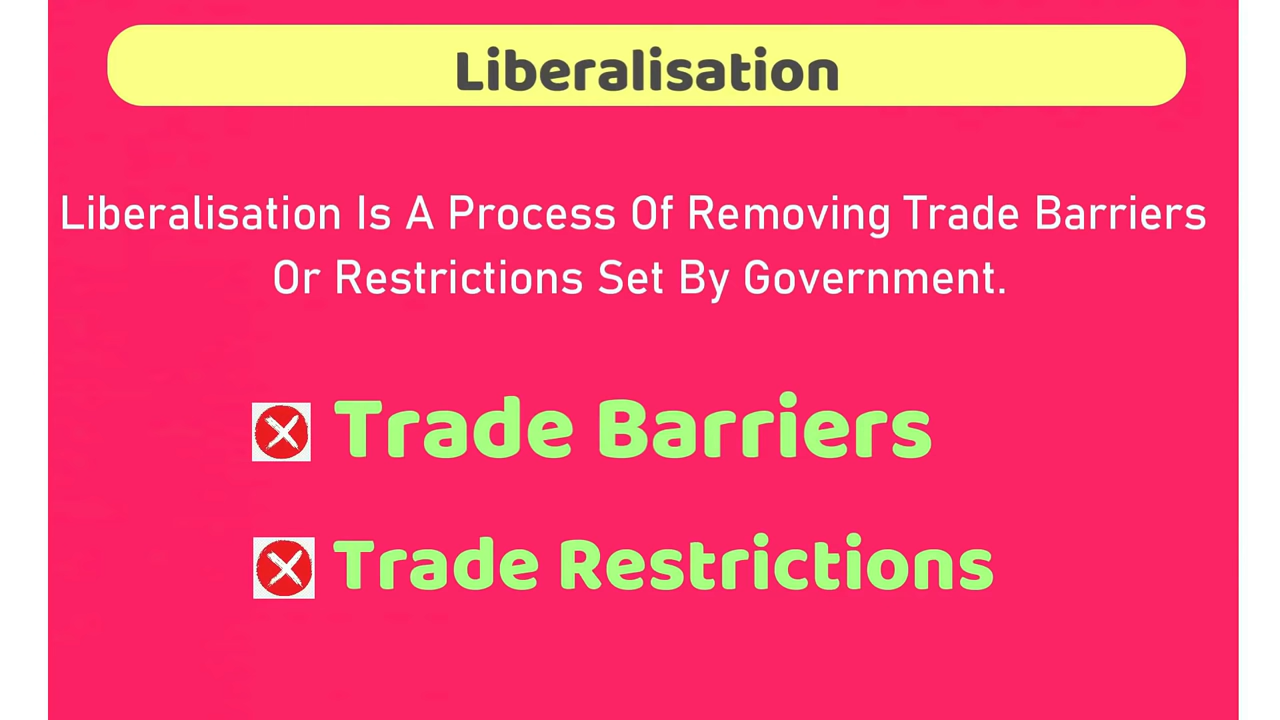 Liberalisation
Liberalisation Is A Process Of Removing Trade Barriers
Or Restrictions Set By Government.
Trade Barriers
Trade Restrictions